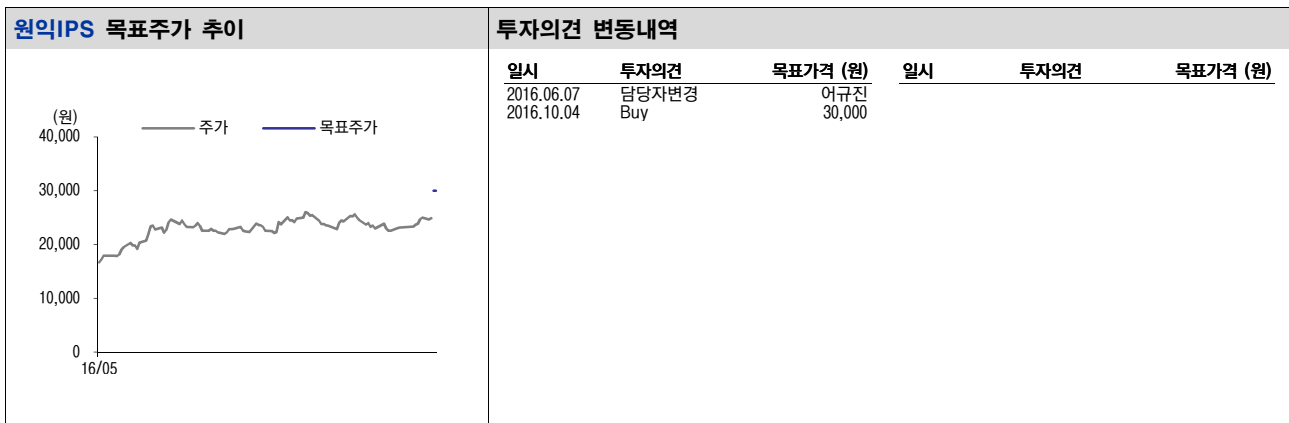 원익IPS 목표주가 추이
(원)
주가 목표주가
40,000
30,000
20,000
10,000
0
16/05
투자의견 변동내역
일시 투자의견 목표가격 (원) 일시 투자의견 목표가격 (원)
2016.06.07 담당자변경 어규진
2016.10.04 Buy 30,000